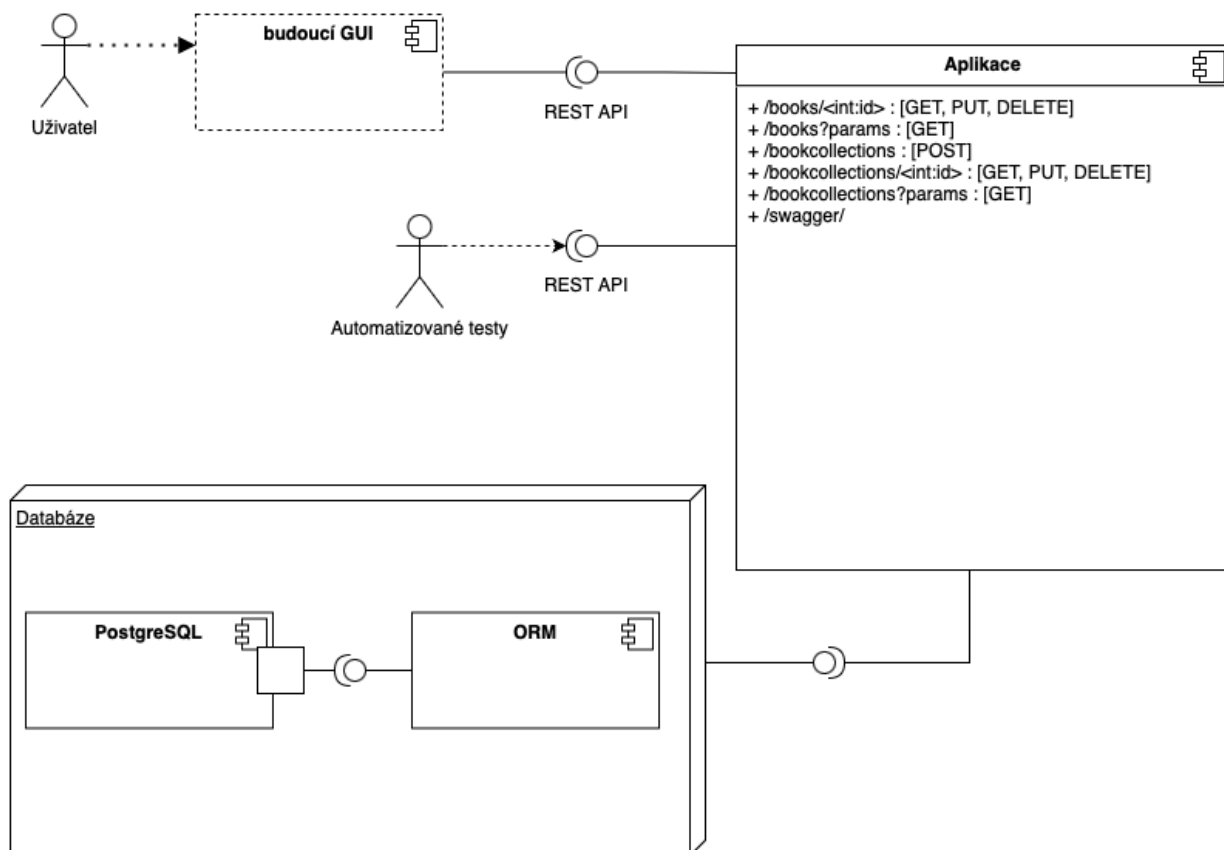 budoucí GUI
Uživatel
REST API
Aplikace
+ /books/<int:id> : [GET, PUT, DELETE]
+ /books?params : [GET]
+ /bookcollections : [POST]
+ /bookcollections/<int:id> : [GET, PUT, DELETE]
+ /bookcollections?params : [GET]
+ /swagger/
REST API
Automatizované testy
Databáze
PostgreSQL
ORM